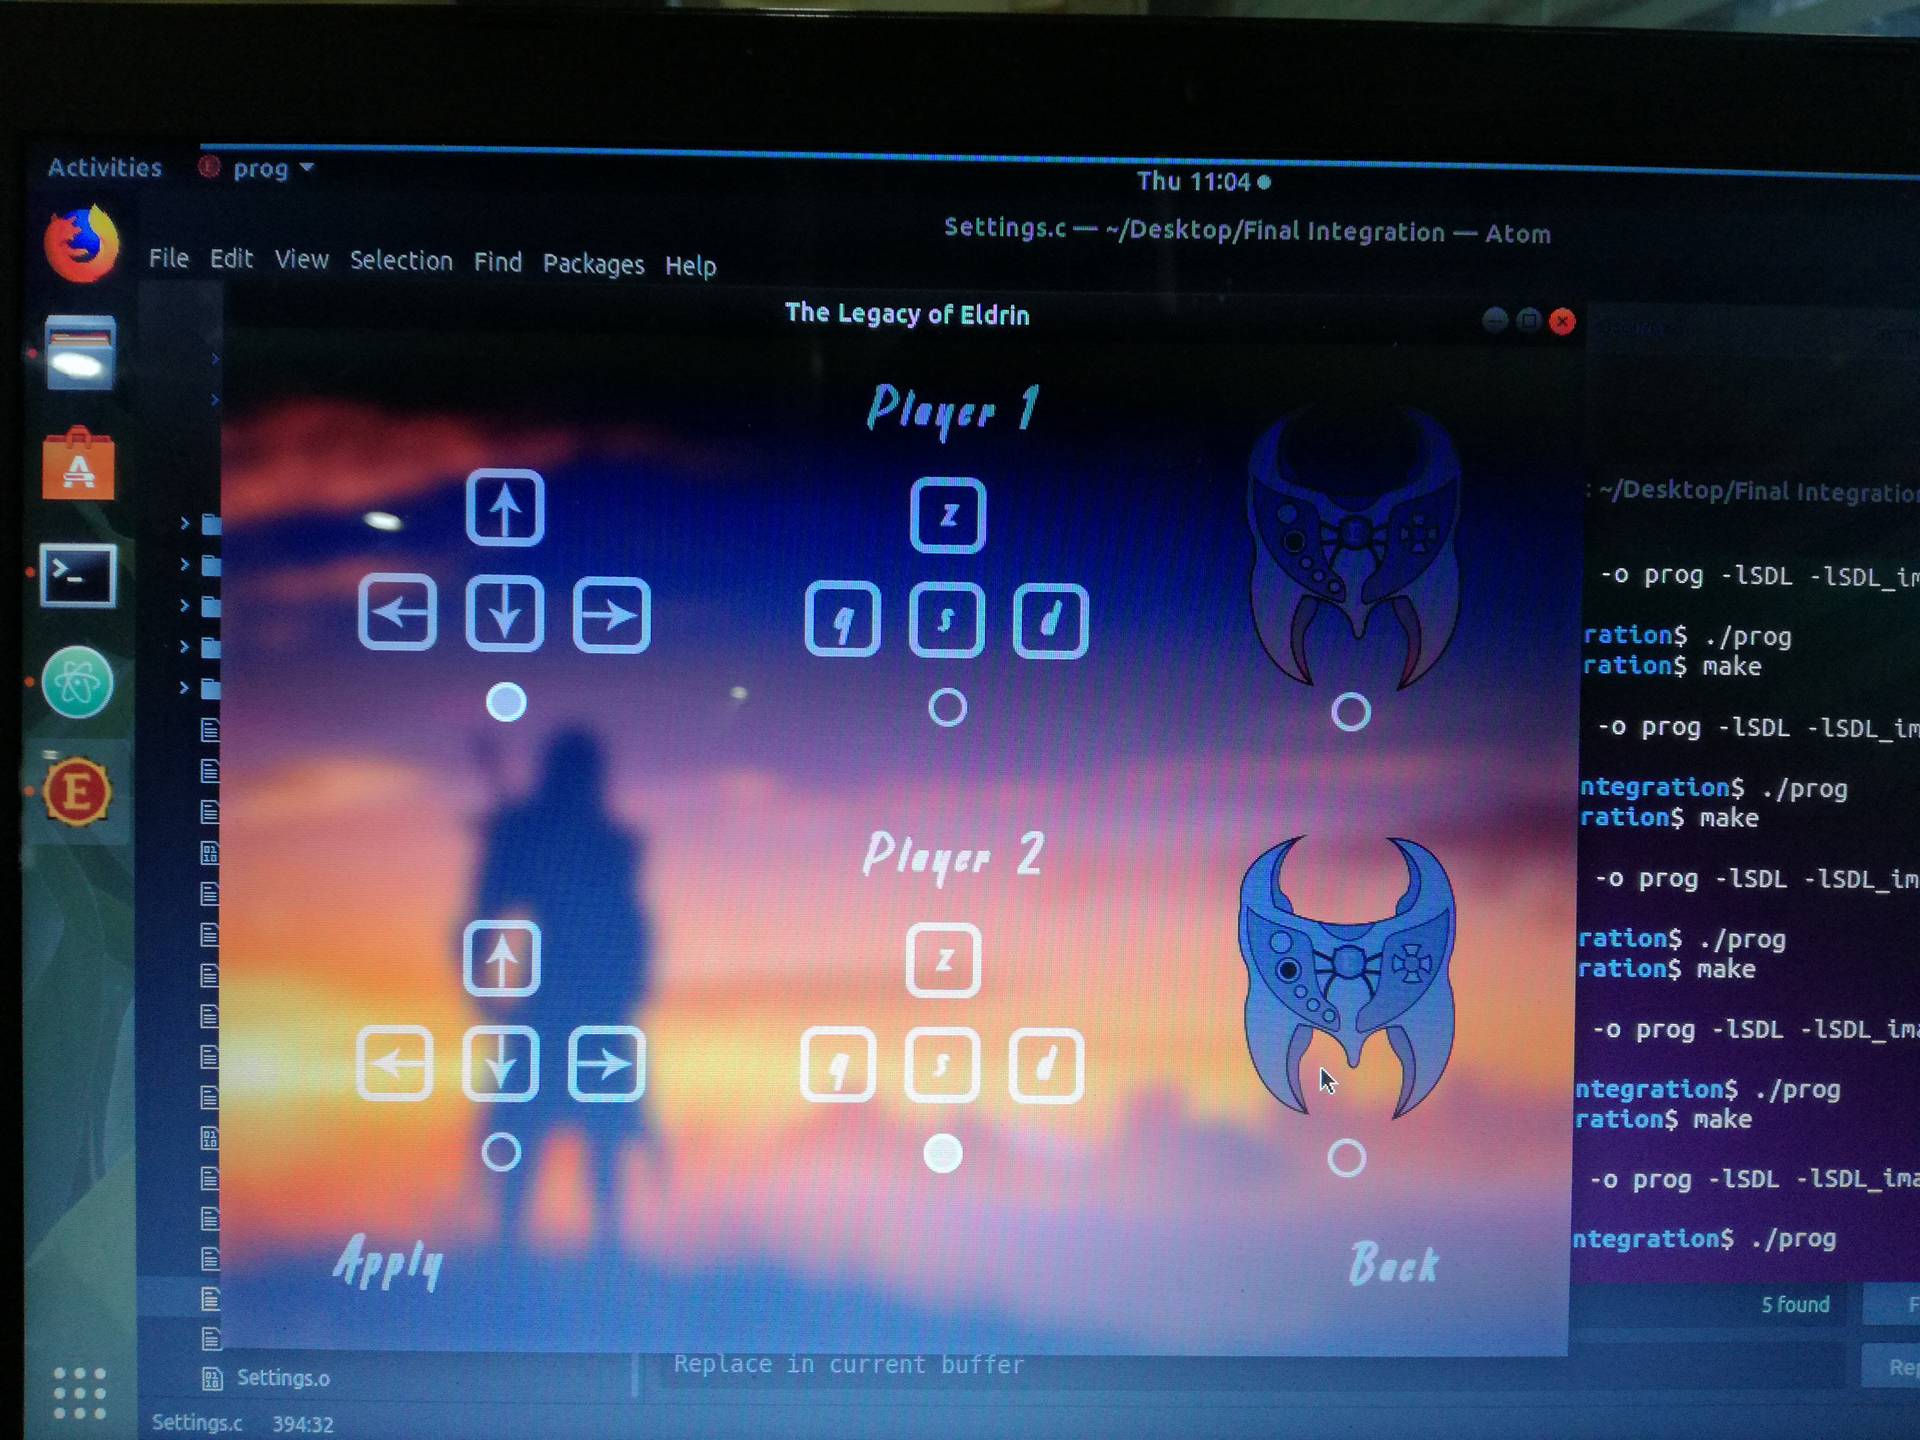 Activities prog Thu 11:04
Settings.c — ~/Desktop/Final Integration — Atom
File Edit View Selection Find Packages Help
The Legacy of Eldrin
Player 1
z
q s d
Player 2
z
q s d
Apply Back
: ~/Desktop/Final Integration
-o prog -lSDL -lSDL_im
ration$ ./prog
ration$ make
-o prog -lSDL -lSDL_im
ntegration$ ./prog
ration$ make
-o prog -lSDL -lSDL_im
ration$ ./prog
ration$ make
-o prog -lSDL -lSDL_ima
ntegration$ ./prog
ration$ make
-o prog -lSDL -lSDL_ima
ntegration$ ./prog
5 found F
Replace in current buffer Rep
Settings.o
Settings.c 394:32
E